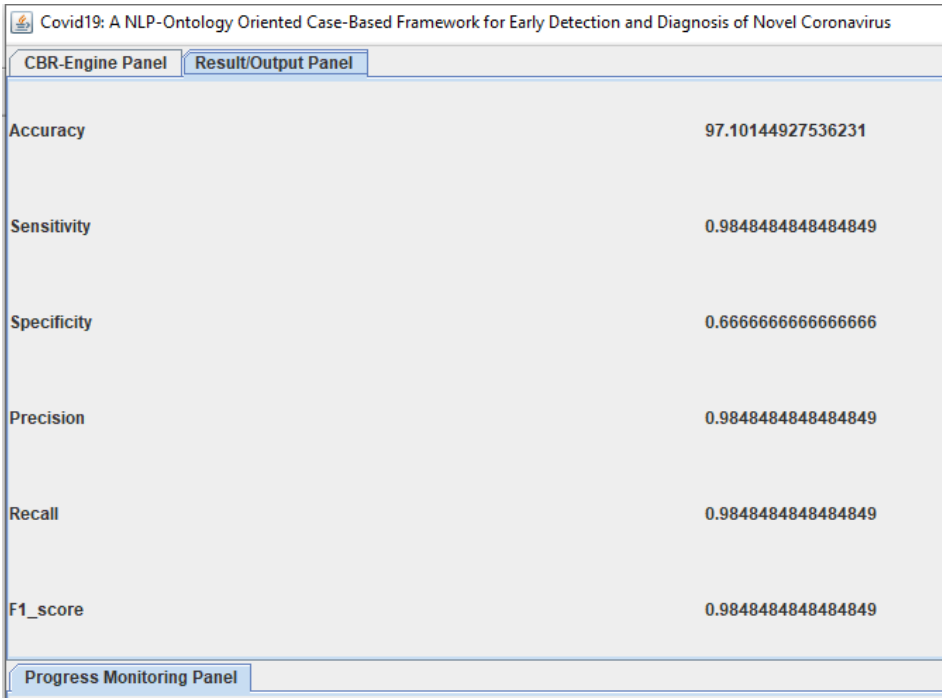 Covid19: A NLP-Ontology Oriented Case-Based Framework for Early Detection and Diagnosis of Novel Coronavirus
CBR-Engine Panel Result/Output Panel
Accuracy 97.10144927536231
Sensitivity 0.9848484848484849
Specificity 0.6666666666666666
Precision 0.9848484848484849
Recall 0.9848484848484849
F1_score 0.9848484848484849
Progress Monitoring Panel